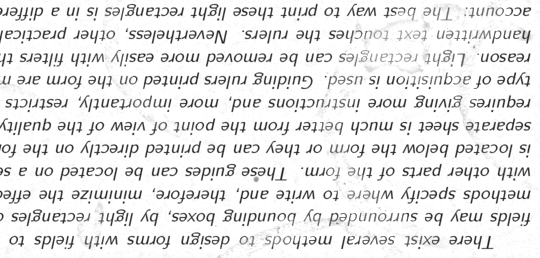 There exist several methods to design forms with fields to
fields may be surrounded by bounding boxes, by light rectangles
methods specify where to write and, therefore, minimize the
with other parts of the form. These guides can be located on a
is located below the form or they can be printed directly on the
separate sheet is much better from the point of view of the quality
requires giving more instructions and, more importantly, restricts
type of acquisition is used. Guiding rulers printed on the form are
reason. Light rectangles can be removed more easily with filters
handwritten text touches the rulers. Nevertheless, other practical
account: The best way to print these light rectangles is in a